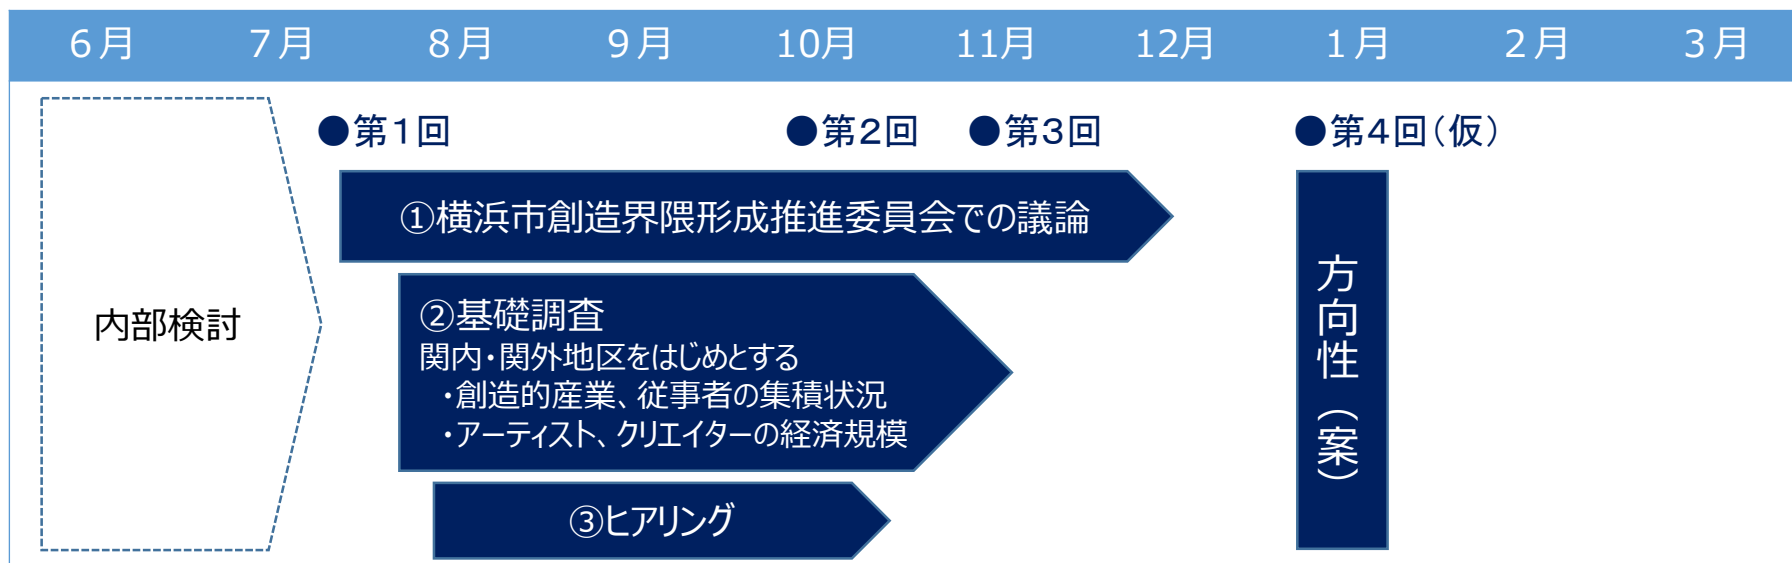 6月 7月 8月 9月 10月 11月 12月 1月 2月 3月
●第1回 ●第2回 ●第3回 ●第4回(仮)
内部検討
①横浜市創造界隈形成推進委員会での議論
②基礎調査
関内・関外地区をはじめとする
・創造的産業、従事者の集積状況
・アーティスト、クリエイターの経済規模
③ヒアリング
方向性(案)